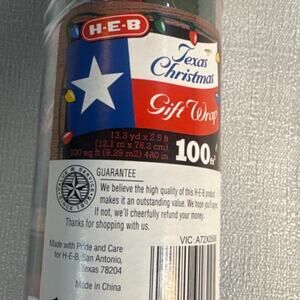 H-E-B
Texas
Christmas
Gift Wrap
13.3 yd x 2.5 ft
(12.1 m x 76.2 cm)
100 sq ft (9.29 m2) 480 in
100 ft²
GUARANTEE
We believe the high quality of this H-E-B product
makes it an outstanding value. We hope you'll agree.
If not, we'll cheerfully refund your money.
Thanks for shopping with us.
Made with Pride and Care
for H-E-B, San Antonio,
Texas 78204
Made in China